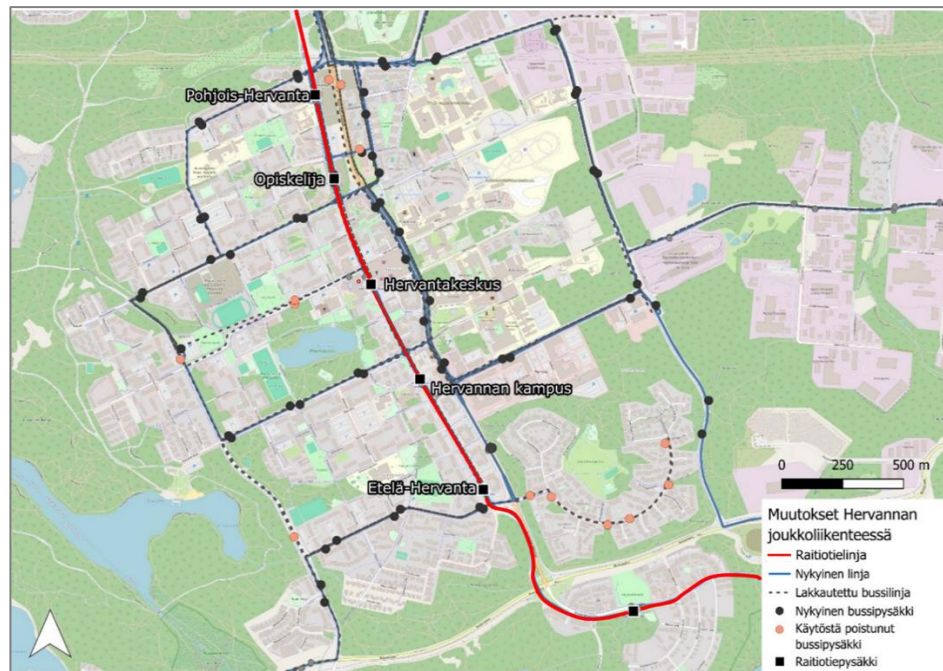 Pohjois-Hervanta
Opiskelija
Hervantakeskus
Hervannan kampus
Etelä-Hervanta
0 250 500 m
Muutokset Hervannan
joukkoliikenteessä
Raitiotielinja
Nykyinen linja
Lakkautettu bussilinja
Nykyinen bussipysäkki
Käytöstä poistunut
bussipysäkki
Raitiotiepysäkki